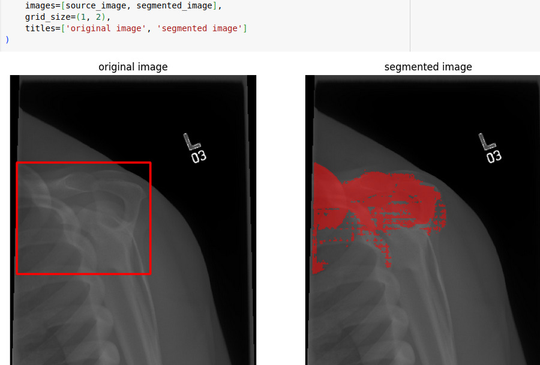 images=[source_image, segmented_image],
grid_size=(1, 2),
titles=['original image', 'segmented image']
)
original image
segmented image
L
03
L
03